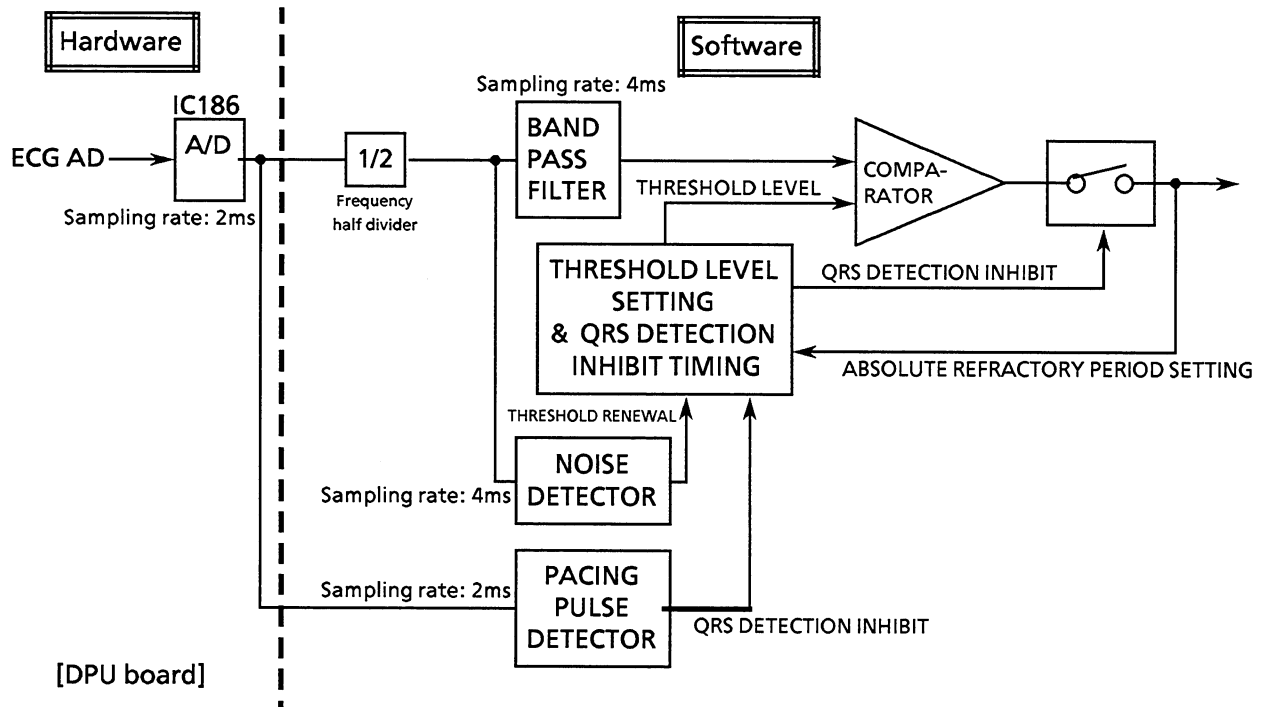 Hardware
Software
Sampling rate: 4ms
IC186
A/D
ECG AD
Sampling rate: 2ms
1/2
Frequency
half divider
BAND
PASS
FILTER
THRESHOLD LEVEL
COMPA-
RATOR
THRESHOLD LEVEL
SETTING
& QRS DETECTION
INHIBIT TIMING
QRS DETECTION INHIBIT
ABSOLUTE REFRACTORY PERIOD SETTING
THRESHOLD RENEWAL
NOISE
DETECTOR
Sampling rate: 4ms
Sampling rate: 2ms
PACING
PULSE
DETECTOR
QRS DETECTION INHIBIT
[DPU board]